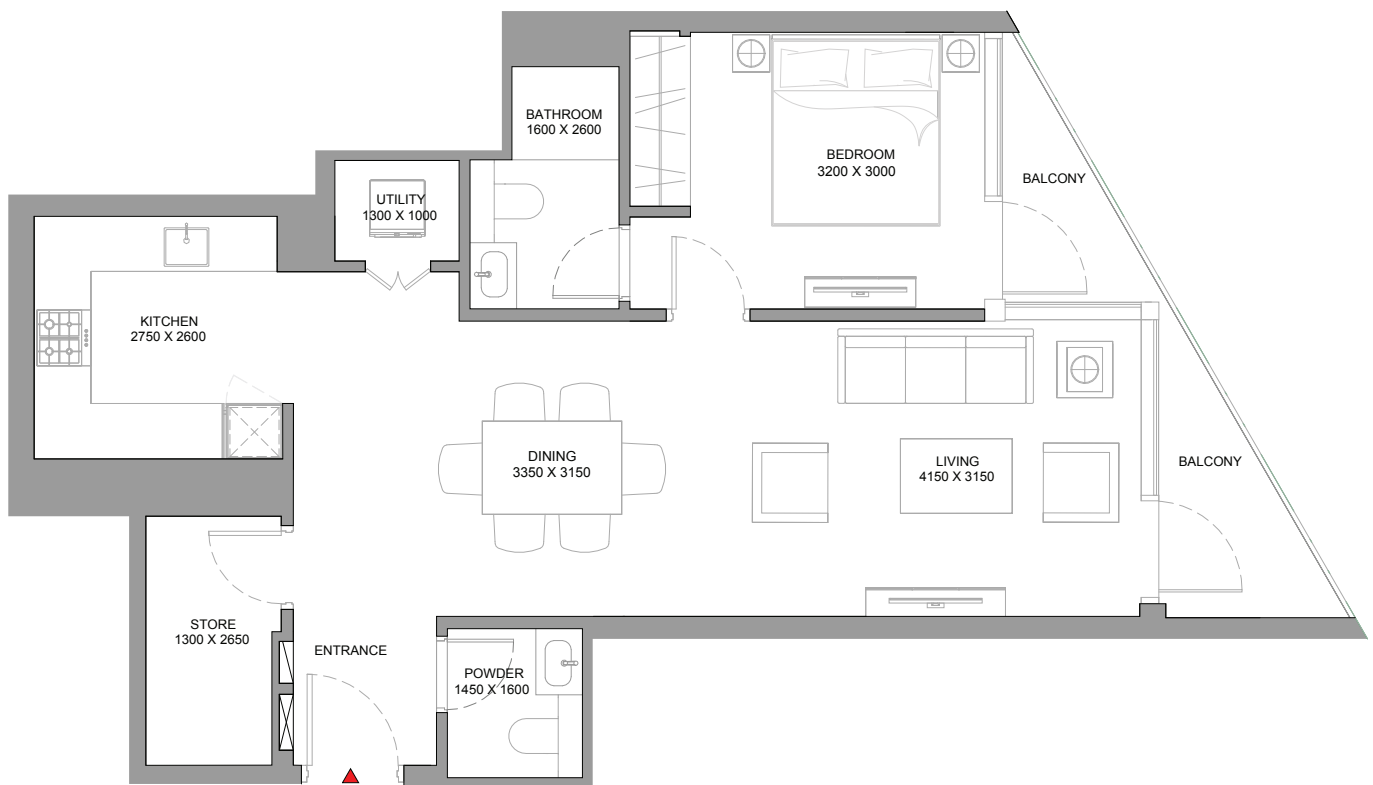 BATHROOM
1600 X 2600
BEDROOM
3200 X 3000
BALCONY
UTILITY
1300 X 1000
KITCHEN
2750 X 2600
DINING
3350 X 3150
LIVING
4150 X 3150
BALCONY
STORE
1300 X 2650
ENTRANCE
POWDER
1450 X 1600